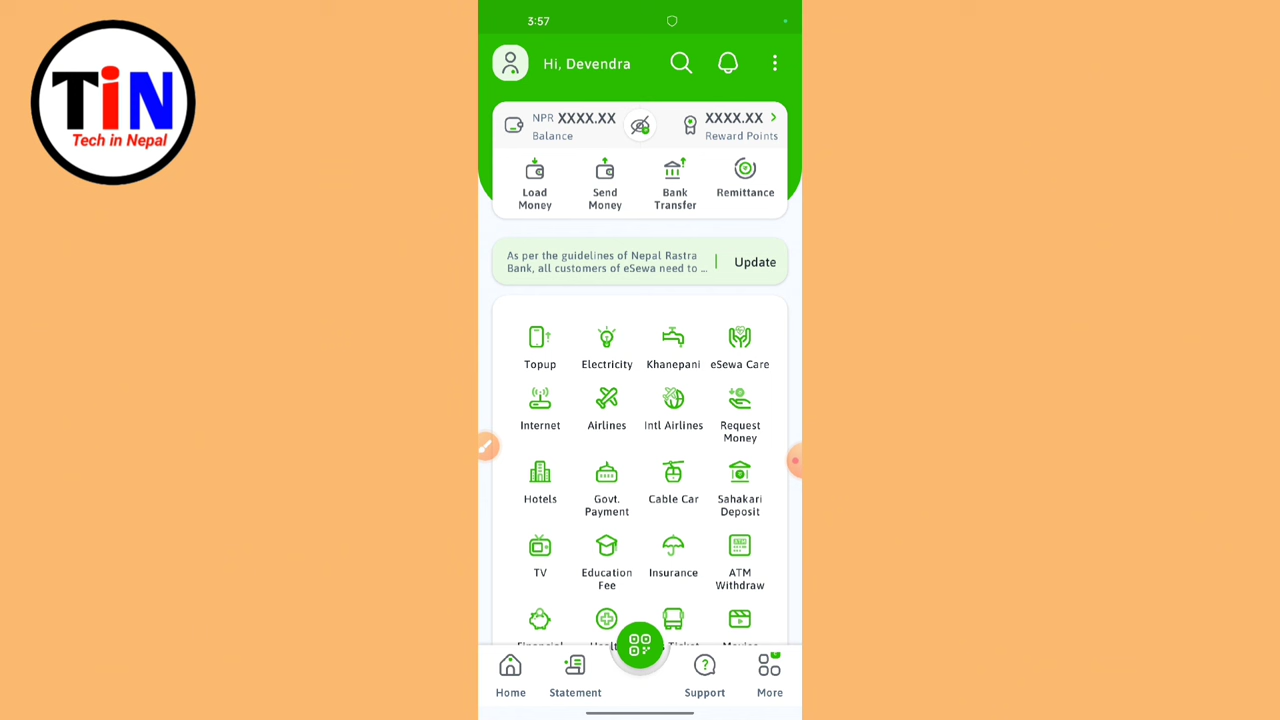 TiN
Tech in Nepal
3:57
Hi, Devendra
NPR XXXX.XX
Balance
XXXX.XX
Reward Points
Load Money
Send Money
Bank Transfer
Remittance
As per the guidelines of Nepal Rastra
Bank, all customers of eSewa need to ...
Update
Topup
Electricity
Khanepani
eSewa Care
Internet
Airlines
Intl Airlines
Request Money
Hotels
Govt. Payment
Cable Car
Sahakari Deposit
TV
Education Fee
Insurance
ATM
ATM Withdraw
Home
Statement
Support
More